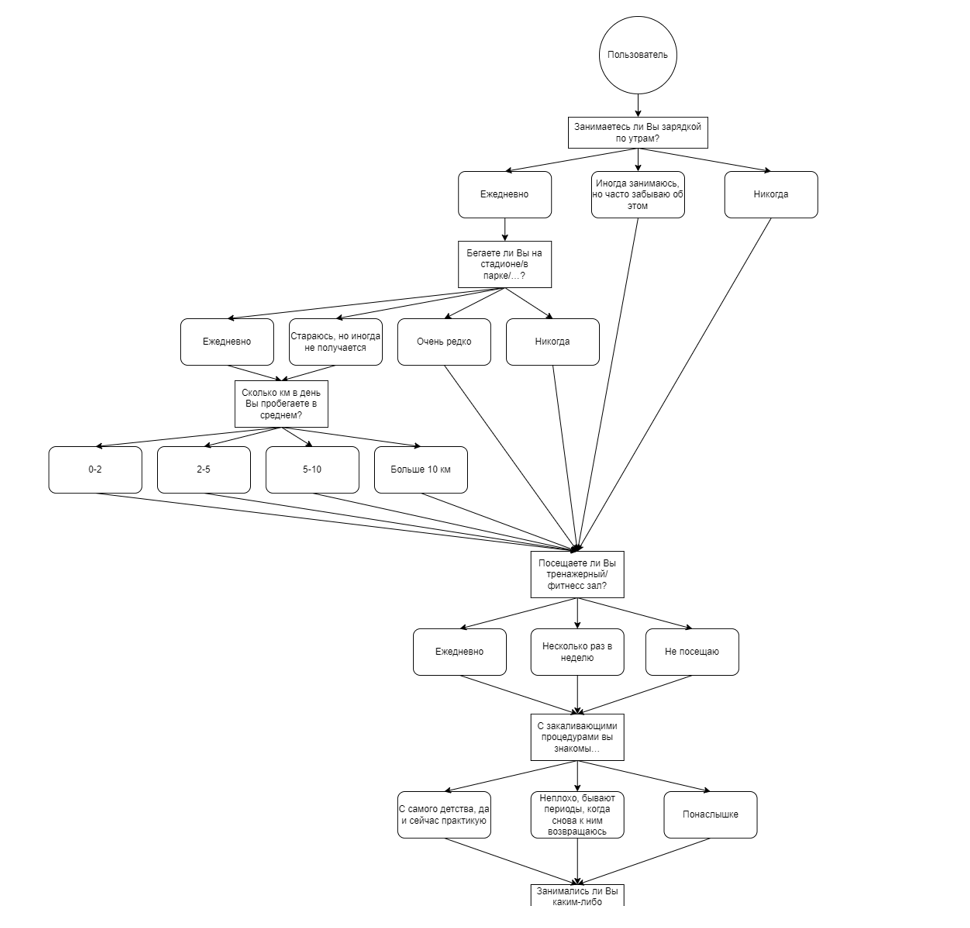 Пользователь
Занимаетесь ли Вы зарядкой
по утрам?
Ежедневно
Иногда занимаюсь,
но часто забываю об
этом
Никогда
Бегаете ли Вы на
стадионе/в
парке/…?
Ежедневно
Стараюсь, но иногда
не получается
Очень редко
Никогда
Сколько км в день
Вы пробегаете в
среднем?
0-2
2-5
5-10
Больше 10 км
Посещаете ли Вы
тренажерный/
фитнесс зал?
Ежедневно
Несколько раз в
неделю
Не посещаю
С закаливающими
процедурами вы
знакомы…
С самого детства, да
и сейчас практикую
Неплохо, бывают
периоды, когда
снова к ним
возвращаюсь
Понаслышке
Занимались ли Вы
каким-либо